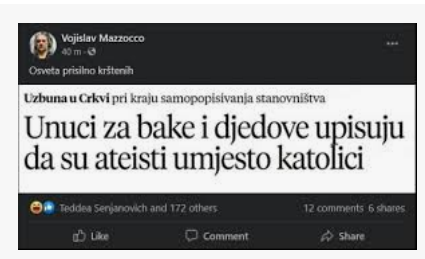 Vojislav Mazzocco
40 m
Osveta prisilno krštenih
Uzbuna u Crkvi pri kraju samopopisivanja stanovništva
Unuci za bake i djedove upisuju
da su ateisti umjesto katolici
Teddea Senjanovich and 172 others
12 comments 6 shares
Like
Comment
Share